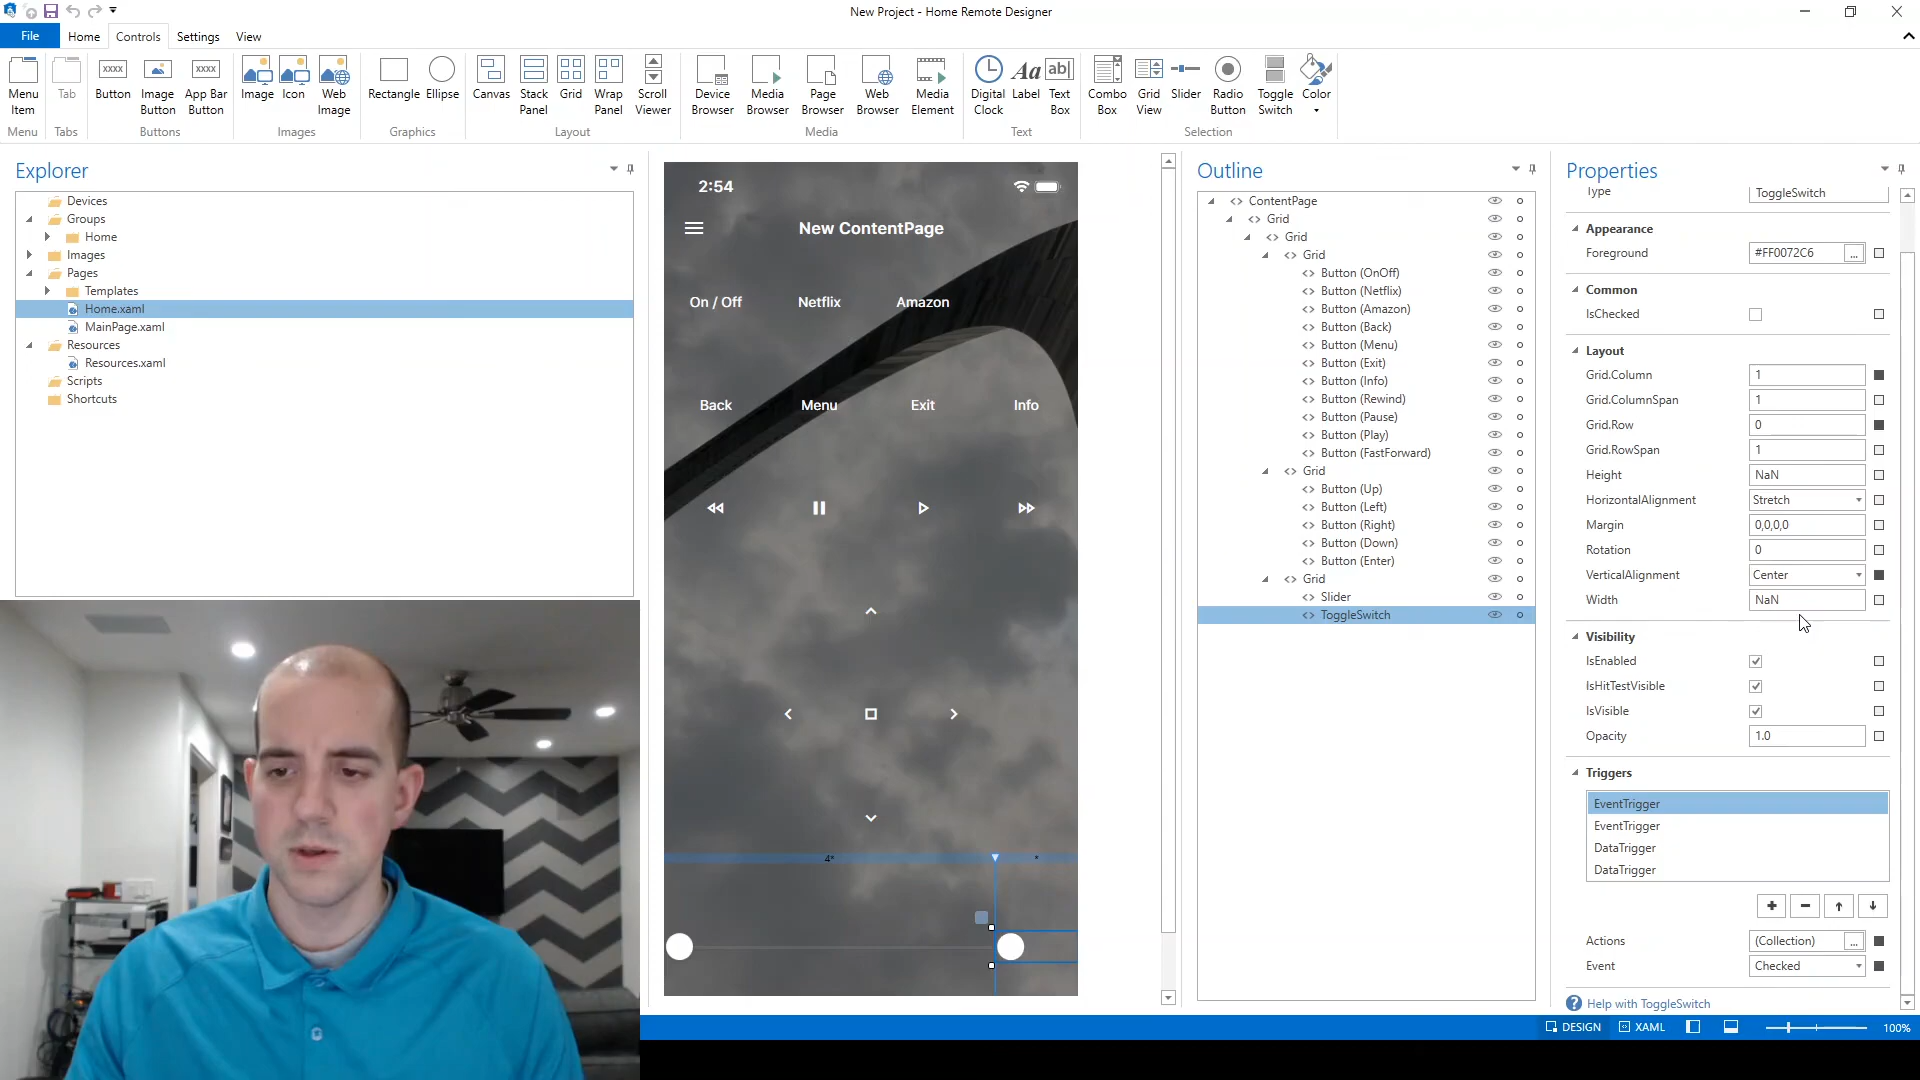 New Project - Home Remote Designer
File
Home
Controls
Settings
View
Menu Item
Tab
xxxx
Button
Image Button
xxxx
App Bar Button
Image
Icon
Web Image
Rectangle
Ellipse
Canvas
Stack Panel
Grid
Wrap Panel
Scroll Viewer
Device Browser
Media Browser
Page Browser
Web Browser
Media Element
Digital Clock
Aa
Label
ab|
Text Box
Combo Box
Grid View
Slider
Radio Button
Toggle Switch
Color
Menu
Tabs
Buttons
Images
Graphics
Layout
Media
Text
Selection
Explorer
Devices
Groups
Home
Images
Pages
Templates
Home.xaml
MainPage.xaml
Resources
Resources.xaml
Scripts
Shortcuts
2:54
New ContentPage
On / Off
Netflix
Amazon
Back
Menu
Exit
Info
4*
*
Outline
<> ContentPage
<> Grid
<> Grid
<> Grid
<> Button (OnOff)
<> Button (Netflix)
<> Button (Amazon)
<> Button (Back)
<> Button (Menu)
<> Button (Exit)
<> Button (Info)
<> Button (Rewind)
<> Button (Pause)
<> Button (Play)
<> Button (FastForward)
<> Grid
<> Button (Up)
<> Button (Left)
<> Button (Right)
<> Button (Down)
<> Button (Enter)
<> Grid
<> Slider
<> ToggleSwitch
Properties
Type ToggleSwitch
Appearance
Foreground #FF0072C6 ...
Common
IsChecked
Layout
Grid.Column 1
Grid.ColumnSpan 1
Grid.Row 0
Grid.RowSpan 1
Height NaN
HorizontalAlignment Stretch
Margin 0,0,0,0
Rotation 0
VerticalAlignment Center
Width NaN
Visibility
IsEnabled
IsHitTestVisible
IsVisible
Opacity 1.0
Triggers
EventTrigger
EventTrigger
DataTrigger
DataTrigger
Actions (Collection) ...
Event Checked
? Help with ToggleSwitch
DESIGN
XAML
100%